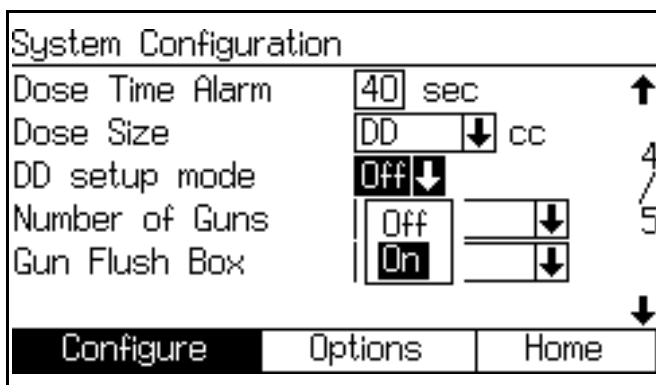 System Configuration
Dose Time Alarm 40 sec
Dose Size DD cc
DD setup mode Off
Number of Guns Off
Gun Flush Box On
4/5
Configure Options Home